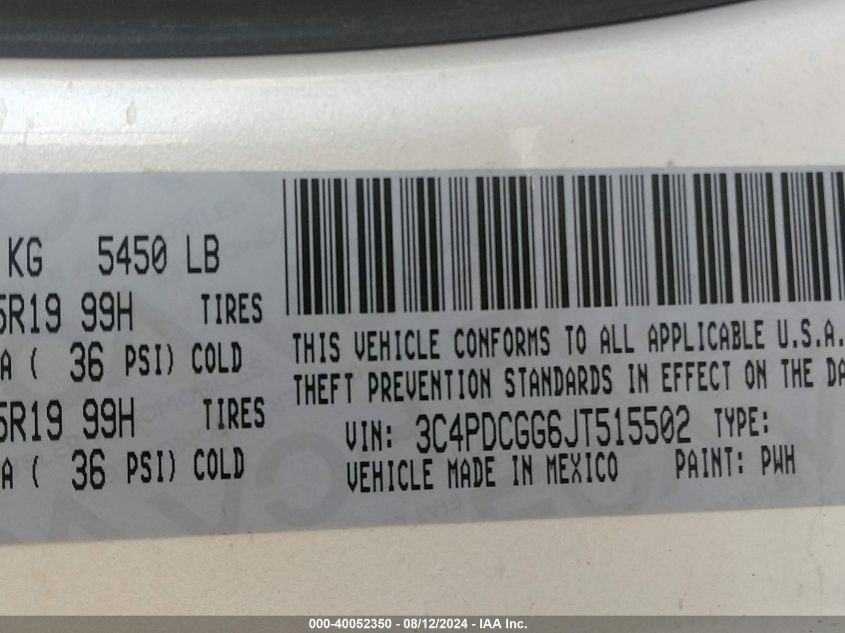 KG 5450 LB
5R19 99H TIRES
A ( 36 PSI) COLD
5R19 99H TIRES
A ( 36 PSI) COLD
THIS VEHICLE CONFORMS TO ALL APPLICABLE U.S.A.
THEFT PREVENTION STANDARDS IN EFFECT ON THE DA
VIN: 3C4PDCGG6JT515502 TYPE:
VEHICLE MADE IN MEXICO PAINT: PWH
000-40052350 - 08/12/2024 - IAA Inc.